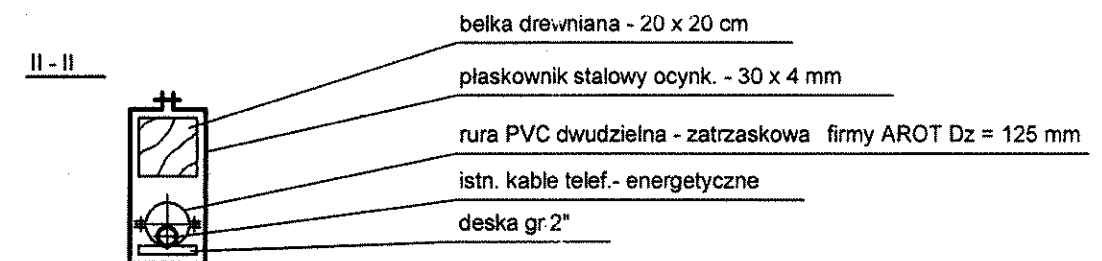 belka drewniana - 20 x 20 cm
II - II
płaskownik stalowy ocynk. - 30 x 4 mm
rura PVC dwudzielna - zatrzaskowa firmy AROT Dz = 125 mm
istn. kable telef.- energetyczne
deska gr.2"